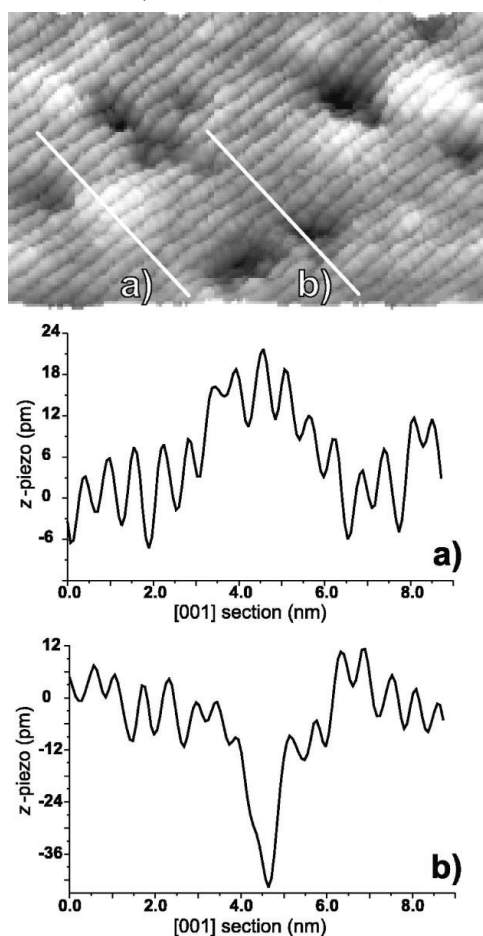 a)
b)
24
18
12
6
0
-6
z-piezo (pm)
0.0
2.0
4.0
6.0
8.0
[001] section (nm)
a)
12
0
-12
-24
-36
z-piezo (pm)
0.0
2.0
4.0
6.0
8.0
[001] section (nm)
b)